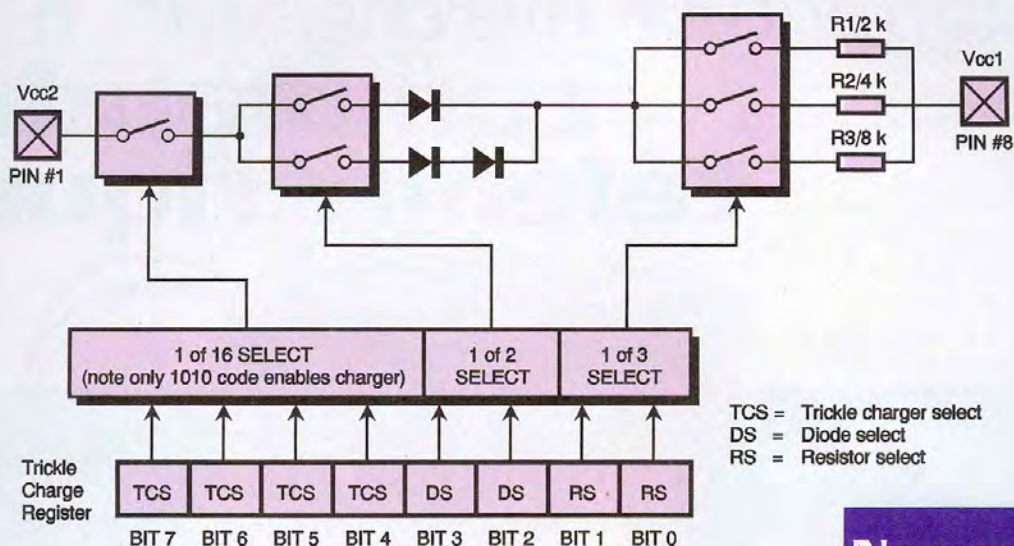 R1/2 k
Vcc2
Vcc1
R2/4 k
PIN #1
R3/8 k
PIN #8
1 of 16 SELECT
(note only 1010 code enables charger)
1 of 2
SELECT
1 of 3
SELECT
TCS = Trickle charger select
DS = Diode select
RS = Resistor select
Trickle
Charge
Register
TCS TCS TCS TCS DS DS RS RS
BIT 7 BIT 6 BIT 5 BIT 4 BIT 3 BIT 2 BIT 1 BIT 0